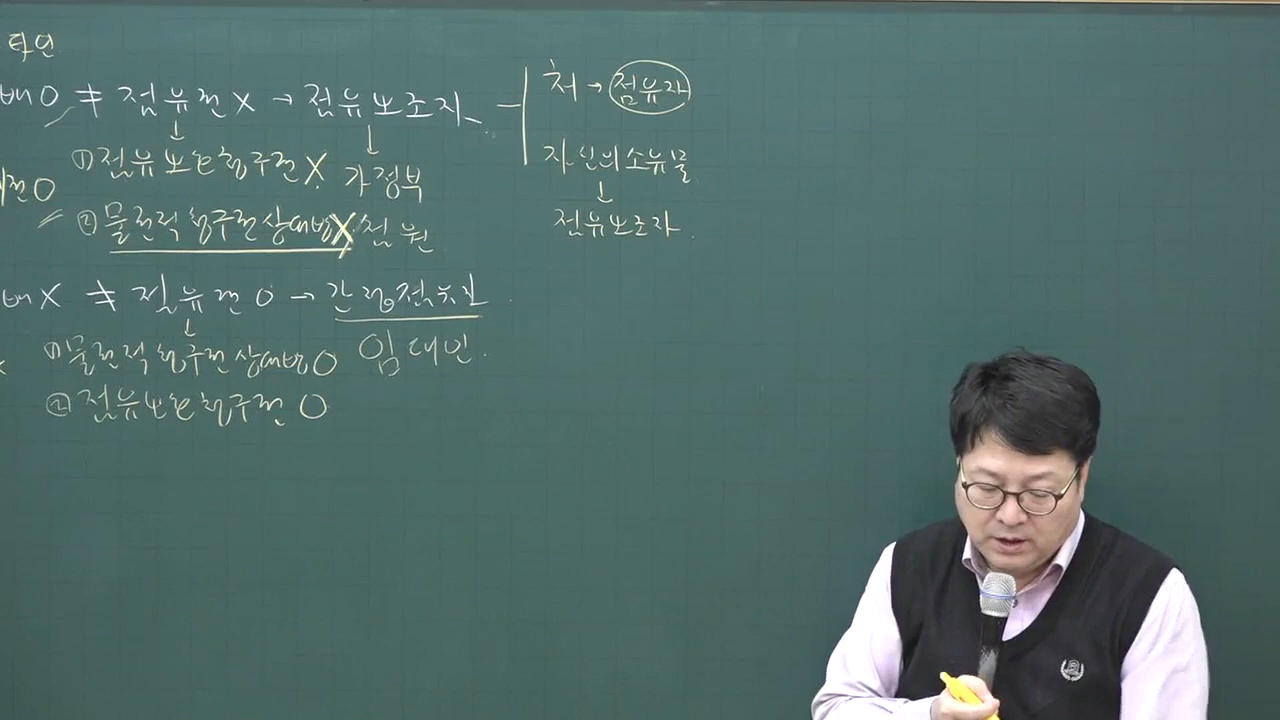 타인
배O ≠ 점유권X → 점유보조자
↓
①점유보호청구권X
권O
②물권적청구권상대방X
↓
가정부
점원
처 → 점유자
자신의소유물
↓
점유보조자
배X ≠ 점유권O → 간접점유자
↓
①물권적청구권상대방O
②점유보호청구권O
임대인